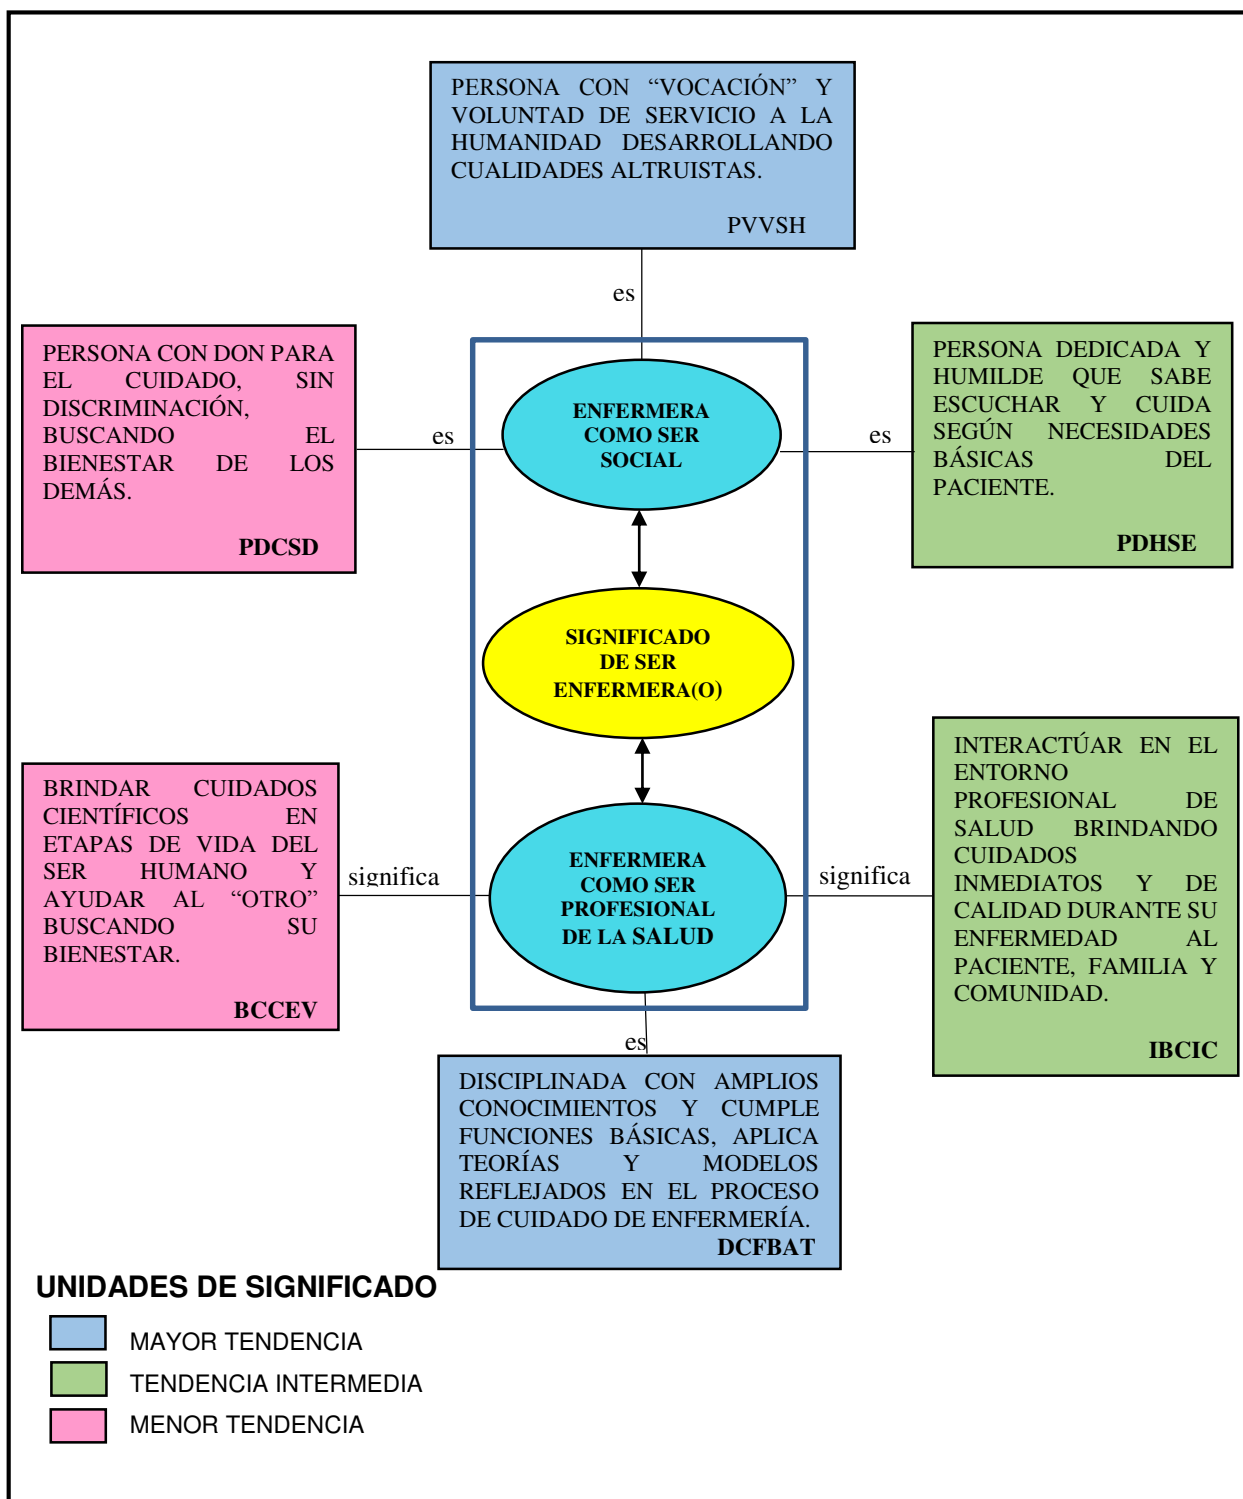 PERSONA CON “VOCACIÓN” Y
VOLUNTAD DE SERVICIO A LA
HUMANIDAD DESARROLLANDO
CUALIDADES ALTRUISTAS.
PVVSH
es
PERSONA CON DON PARA
EL CUIDADO, SIN
DISCRIMINACIÓN,
BUSCANDO EL
BIENESTAR DE LOS
DEMÁS.
PDCSD
es
ENFERMERA
COMO SER
SOCIAL
es
PERSONA DEDICADA Y
HUMILDE QUE SABE
ESCUCHAR Y CUIDA
SEGÚN NECESIDADES
BÁSICAS DEL
PACIENTE.
PDHSE
SIGNIFICADO
DE SER
ENFERMERA(O)
BRINDAR CUIDADOS
CIENTÍFICOS EN
ETAPAS DE VIDA DEL
SER HUMANO Y
AYUDAR AL “OTRO”
BUSCANDO SU
BIENESTAR.
BCCEV
significa
ENFERMERA
COMO SER
PROFESIONAL
DE LA SALUD
significa
INTERACTÚAR EN EL
ENTORNO
PROFESIONAL DE
SALUD BRINDANDO
CUIDADOS
INMEDIATOS Y DE
CALIDAD DURANTE SU
ENFERMEDAD AL
PACIENTE, FAMILIA Y
COMUNIDAD.
IBCIC
es
DISCIPLINADA CON AMPLIOS
CONOCIMIENTOS Y CUMPLE
FUNCIONES BÁSICAS, APLICA
TEORÍAS Y MODELOS
REFLEJADOS EN EL PROCESO
DE CUIDADO DE ENFERMERÍA.
DCFBAT
UNIDADES DE SIGNIFICADO
MAYOR TENDENCIA
TENDENCIA INTERMEDIA
MENOR TENDENCIA